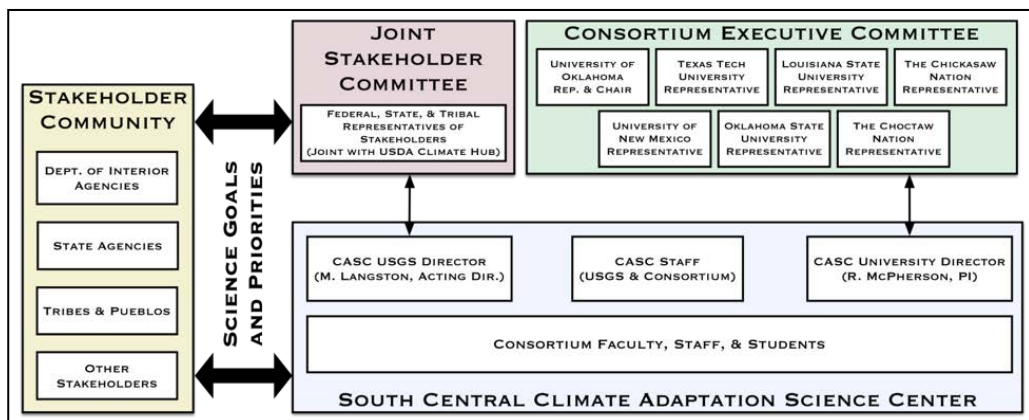 STAKEHOLDER
COMMUNITY
DEPT. OF INTERIOR
AGENCIES
STATE AGENCIES
TRIBES & PUEBLOS
OTHER
STAKEHOLDERS
SCIENCE GOALS
AND PRIORITIES
JOINT
STAKEHOLDER
COMMITTEE
FEDERAL, STATE, & TRIBAL
REPRESENTATIVES OF
STAKEHOLDERS
(JOINT WITH USDA CLIMATE HUB)
CONSORTIUM EXECUTIVE COMMITTEE
UNIVERSITY OF
OKLAHOMA
REP. & CHAIR
TEXAS TECH
UNIVERSITY
REPRESENTATIVE
LOUISIANA STATE
UNIVERSITY
REPRESENTATIVE
THE CHICKASAW
NATION
REPRESENTATIVE
UNIVERSITY OF
NEW MEXICO
REPRESENTATIVE
OKLAHOMA STATE
UNIVERSITY
REPRESENTATIVE
THE CHOCTAW
NATION
REPRESENTATIVE
CASC USGS DIRECTOR
(M. LANGSTON, ACTING DIR.)
CASC STAFF
(USGS & CONSORTIUM)
CASC UNIVERSITY DIRECTOR
(R. MCPHERSON, PI)
CONSORTIUM FACULTY, STAFF, & STUDENTS
SOUTH CENTRAL CLIMATE ADAPTATION SCIENCE CENTER